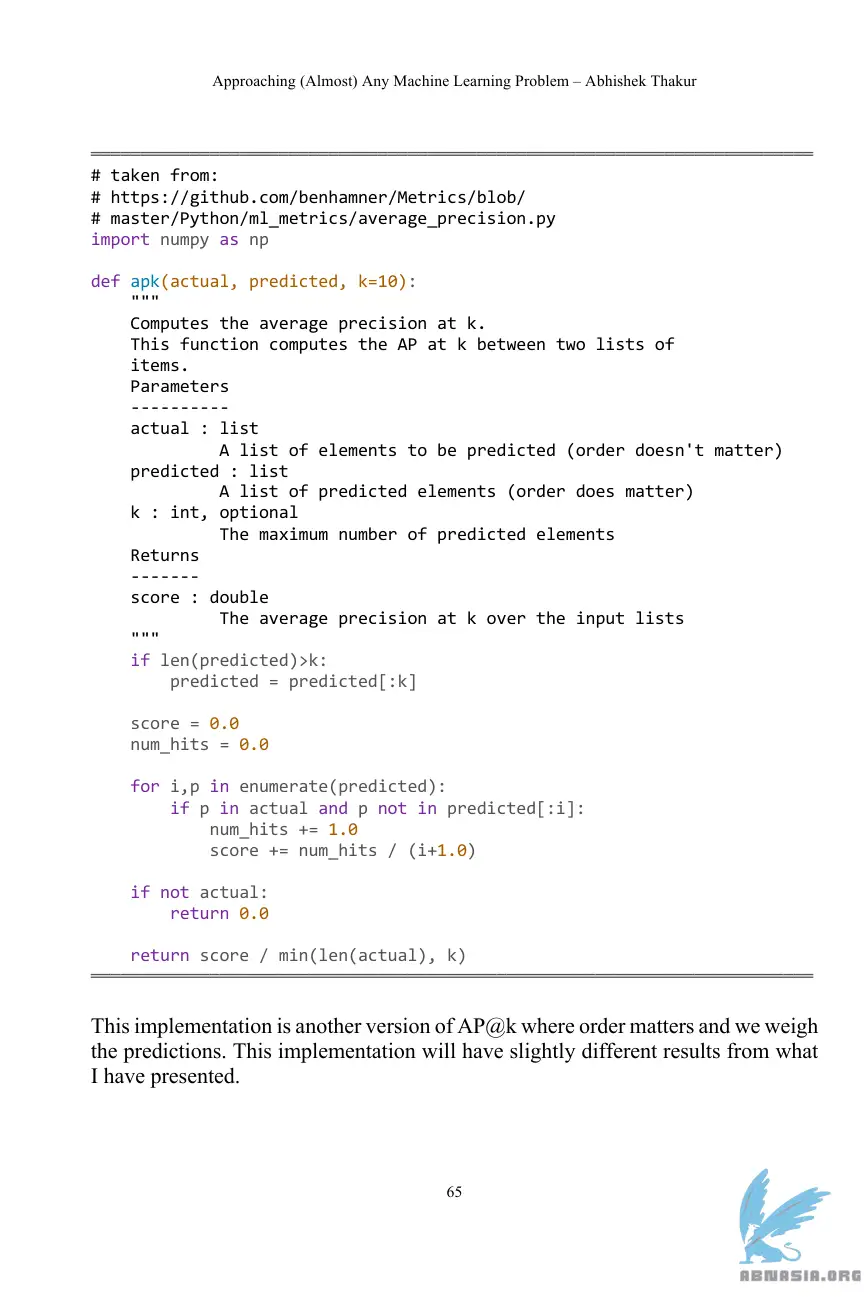 Approaching (Almost) Any Machine Learning Problem – Abhishek Thakur
# taken from:
# https://github.com/benhamner/Metrics/blob/
# master/Python/ml_metrics/average_precision.py
import numpy as np
def apk(actual, predicted, k=10):
    """
    Computes the average precision at k.
    This function computes the AP at k between two lists of
    items.
    Parameters
    ----------
    actual : list
             A list of elements to be predicted (order doesn't matter)
    predicted : list
             A list of predicted elements (order does matter)
    k : int, optional
             The maximum number of predicted elements
    Returns
    -------
    score : double
             The average precision at k over the input lists
    """
    if len(predicted)>k:
        predicted = predicted[:k]
    score = 0.0
    num_hits = 0.0
    for i,p in enumerate(predicted):
        if p in actual and p not in predicted[:i]:
            num_hits += 1.0
            score += num_hits / (i+1.0)
    if not actual:
        return 0.0
    return score / min(len(actual), k)
This implementation is another version of AP@k where order matters and we weigh
the predictions. This implementation will have slightly different results from what
I have presented.
65
ABNASIA.ORG